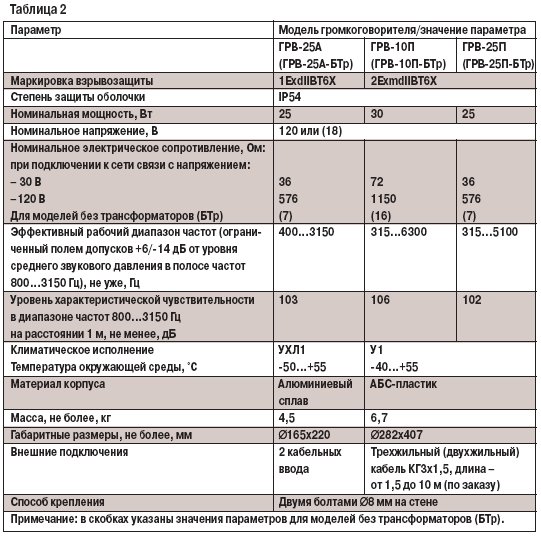 Таблица 2
Параметр Модель громкоговорителя/значение параметра
ГРВ-25А ГРВ-10П ГРВ-25П
(ГРВ-25А-БТр) (ГРВ-10П-БТр) (ГРВ-25П-БТр)
Маркировка взрывозащиты 1ExdIIBT6X 2ExmdIIBT6X
Степень защиты оболочки IP54
Номинальная мощность, Вт 25 30 25
Номинальное напряжение, В 120 или (18)
Номинальное электрическое сопротивление, Ом:
при подключении к сети связи с напряжением:
– 30 В 36 72 36
–120 В 576 1150 576
Для моделей без трансформаторов (БТр) (7) (16) (7)
Эффективный рабочий диапазон частот (ограни- 400...3150 315...6300 315...5100
ченный полем допусков +6/-14 дБ от уровня
среднего звукового давления в полосе частот
800...3150 Гц), не уже, Гц
Уровень характеристической чувствительности 103 106 102
в диапазоне частот 800...3150 Гц
на расстоянии 1 м, не менее, дБ
Климатическое исполнение УХЛ1 У1
Температура окружающей среды, ˚С -50...+55 -40...+55
Материал корпуса Алюминиевый АБС-пластик
сплав
Масса, не более, кг 4,5 6,7
Габаритные размеры, не более, мм Ø165х220 Ø282х407
Внешние подключения 2 кабельных Трехжильный (двухжильный)
ввода кабель КГ3х1,5, длина –
от 1,5 до 10 м (по заказу)
Способ крепления Двумя болтами Ø8 мм на стене
Примечание: в скобках указаны значения параметров для моделей без трансформаторов (БТр).